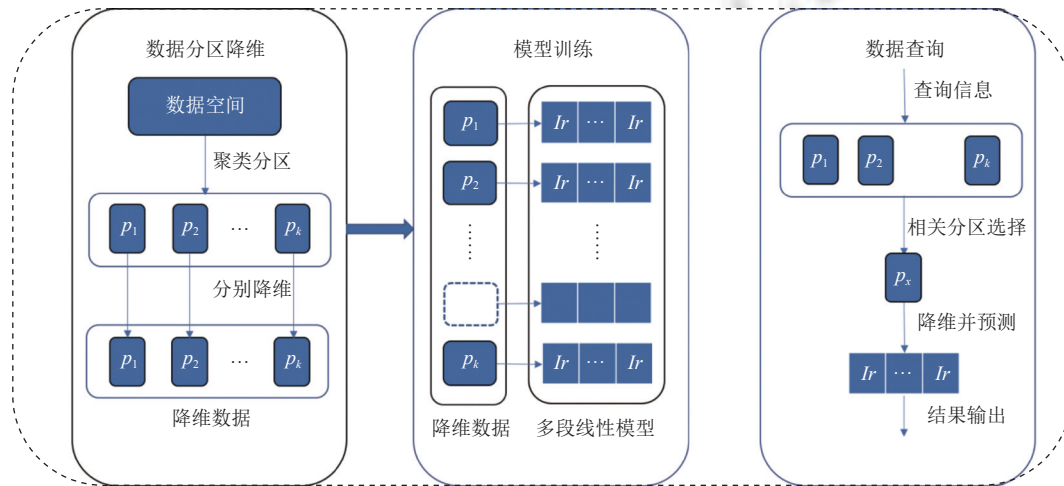 数据分区降维
数据空间
聚类分区
p1 p2 … pk
分别降维
p1 p2 … pk
降维数据
模型训练
p1 Ir … Ir
p2 Ir … Ir
…… ……
pk Ir … Ir
降维数据 多段线性模型
数据查询
查询信息
p1 p2 pk
相关分区选择
px
降维并预测
Ir … Ir
结果输出